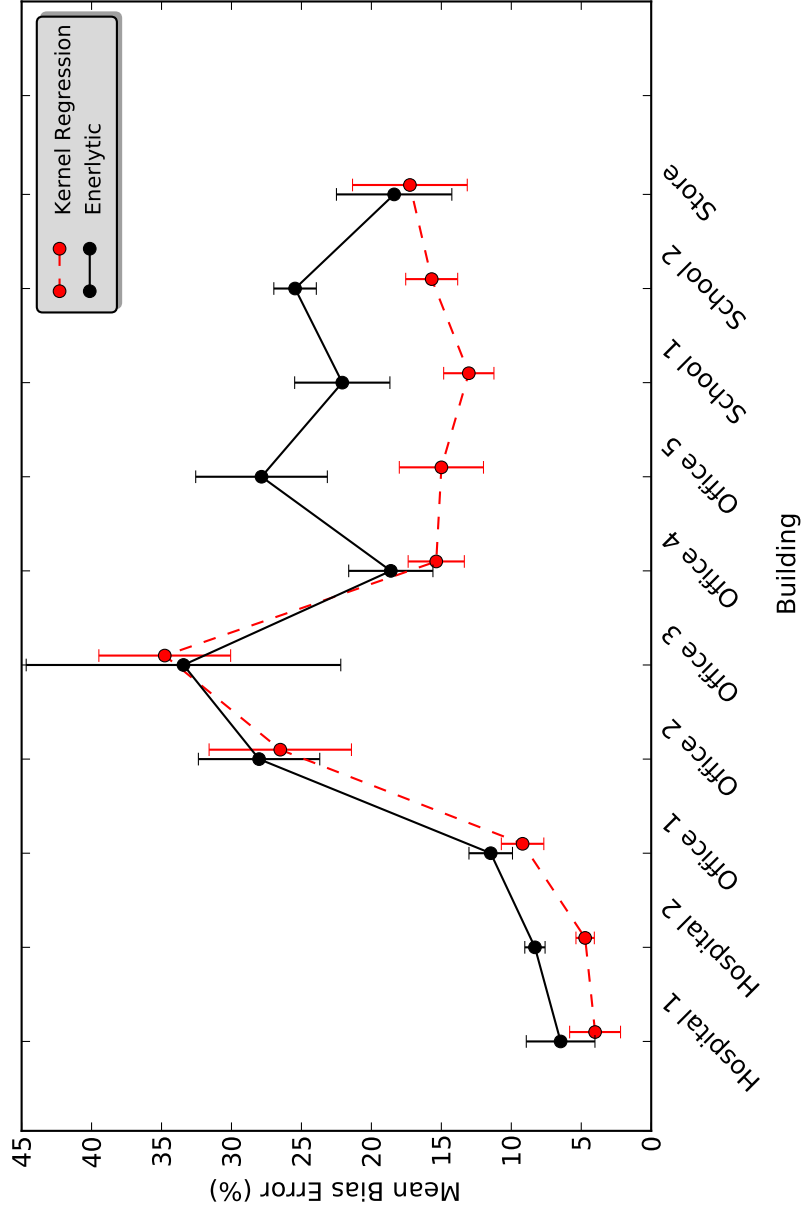 Kernel Regression
Enerlytic
Mean Bias Error (%)
45
40
35
30
25
20
15
10
5
0
Hospital 1
Hospital 2
Office 1
Office 2
Office 3
Office 4
Office 5
School 1
School 2
Store
Building